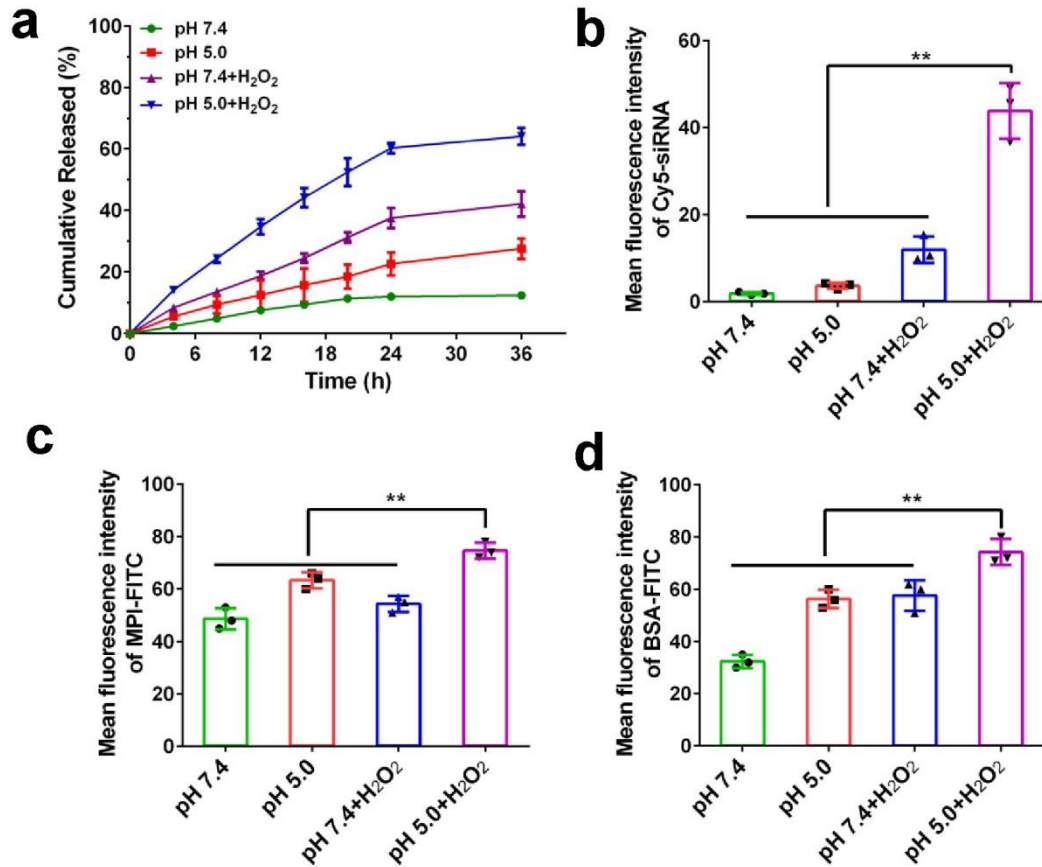 a
pH 7.4
pH 5.0
pH 7.4+H₂O₂
pH 5.0+H₂O₂
Cumulative Released (%)
100
80
60
40
20
0
0 6 12 18 24 30 36
Time (h)
b
Mean fluorescence intensity
of Cy5-siRNA
60
40
20
0
**
pH 7.4
pH 5.0
pH 7.4+H₂O₂
pH 5.0+H₂O₂
c
Mean fluorescence intensity
of MPI-FITC
100
80
60
40
20
0
**
pH 7.4
pH 5.0
pH 7.4+H₂O₂
pH 5.0+H₂O₂
d
Mean fluorescence intensity
of BSA-FITC
100
80
60
40
20
0
**
pH 7.4
pH 5.0
pH 7.4+H₂O₂
pH 5.0+H₂O₂